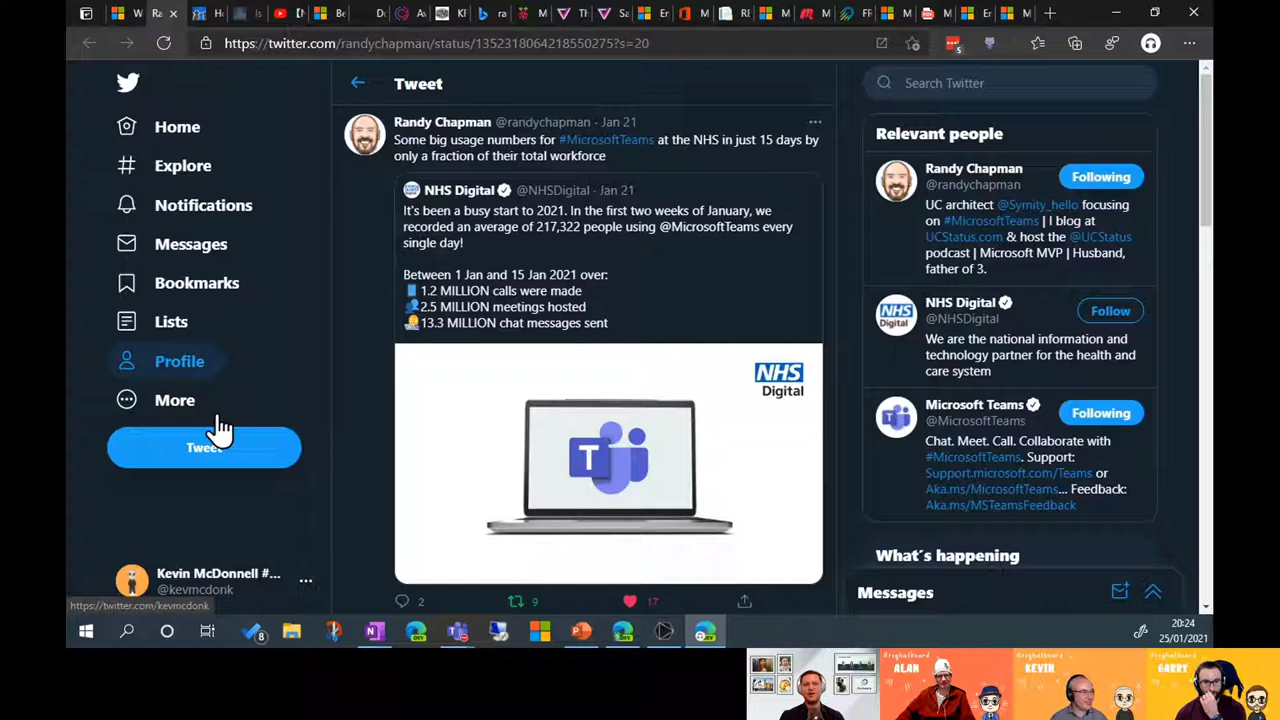 https://twitter.com/randychapman/status/1352318064218550275?s=20
Home
Explore
Notifications
Messages
Bookmarks
Lists
Profile
More
Tweet
Kevin McDonnell #...
@kevmcdonk
https://twitter.com/kevmcdonk
Tweet
Randy Chapman @randychapman · Jan 21
Some big usage numbers for #MicrosoftTeams at the NHS in just 15 days by
only a fraction of their total workforce
NHS Digital @NHSDigital · Jan 21
It's been a busy start to 2021. In the first two weeks of January, we
recorded an average of 217,322 people using @MicrosoftTeams every
single day!
Between 1 Jan and 15 Jan 2021 over:
1.2 MILLION calls were made
2.5 MILLION meetings hosted
13.3 MILLION chat messages sent
NHS
Digital
T
2 9 17
Search Twitter
Relevant people
Randy Chapman
@randychapman
Following
UC architect @Symity_hello focusing
on #MicrosoftTeams | I blog at
UCStatus.com & host the @UCStatus
podcast | Microsoft MVP | Husband,
father of 3.
NHS Digital
@NHSDigital
Follow
We are the national information and
technology partner for the health and
care system
Microsoft Teams
@MicrosoftTeams
Following
Chat. Meet. Call. Collaborate with
#MicrosoftTeams. Support:
Support.microsoft.com/Teams or
Aka.ms/MicrosoftTeams... Feedback:
Aka.ms/MSTeamsFeedback
What's happening
Messages
20:24
25/01/2021
ALAN
KEVIN
GARRY